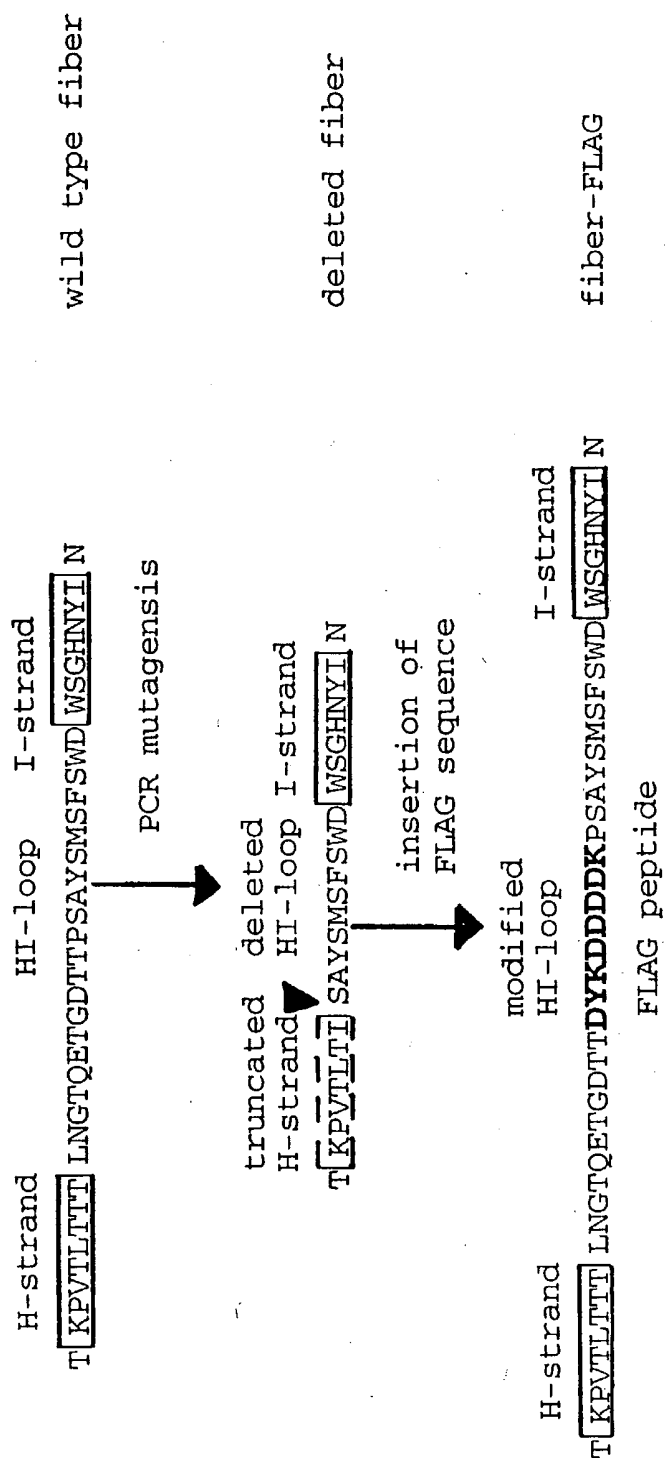 H-strand HI-loop I-strand
T KPVTLTTT LNGTQETGDTTPSAYSMSFSWD WSGHNYI N wild type fiber
PCR mutagensis
truncated deleted
H-strand HI-loop I-strand
T KPVTLTI SAYSMSFSWD WSGHNYI N deleted fiber
insertion of
FLAG sequence
modified
H-strand HI-loop I-strand
T KPVTLTTT LNGTQETGDTTDYKDDDDKPSAYSMSFSWD WSGHNYI N fiber-FLAG
FLAG peptide